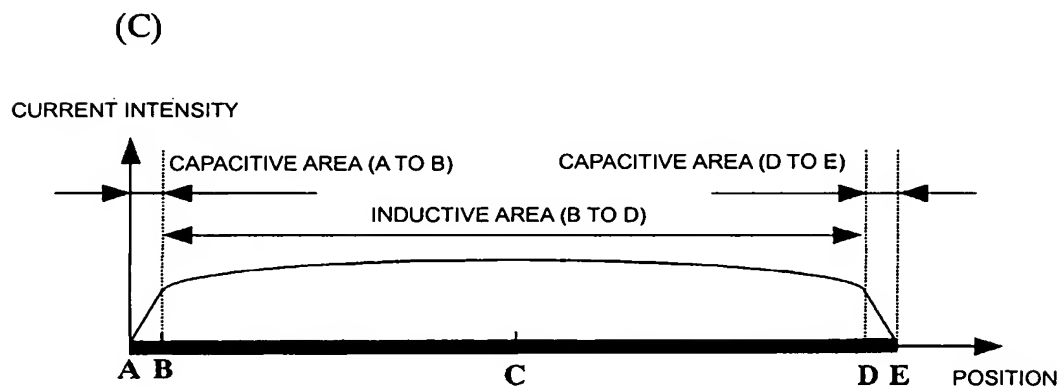 (C)
CURRENT INTENSITY
CAPACITIVE AREA (A TO B)
CAPACITIVE AREA (D TO E)
INDUCTIVE AREA (B TO D)
A B C D E
POSITION